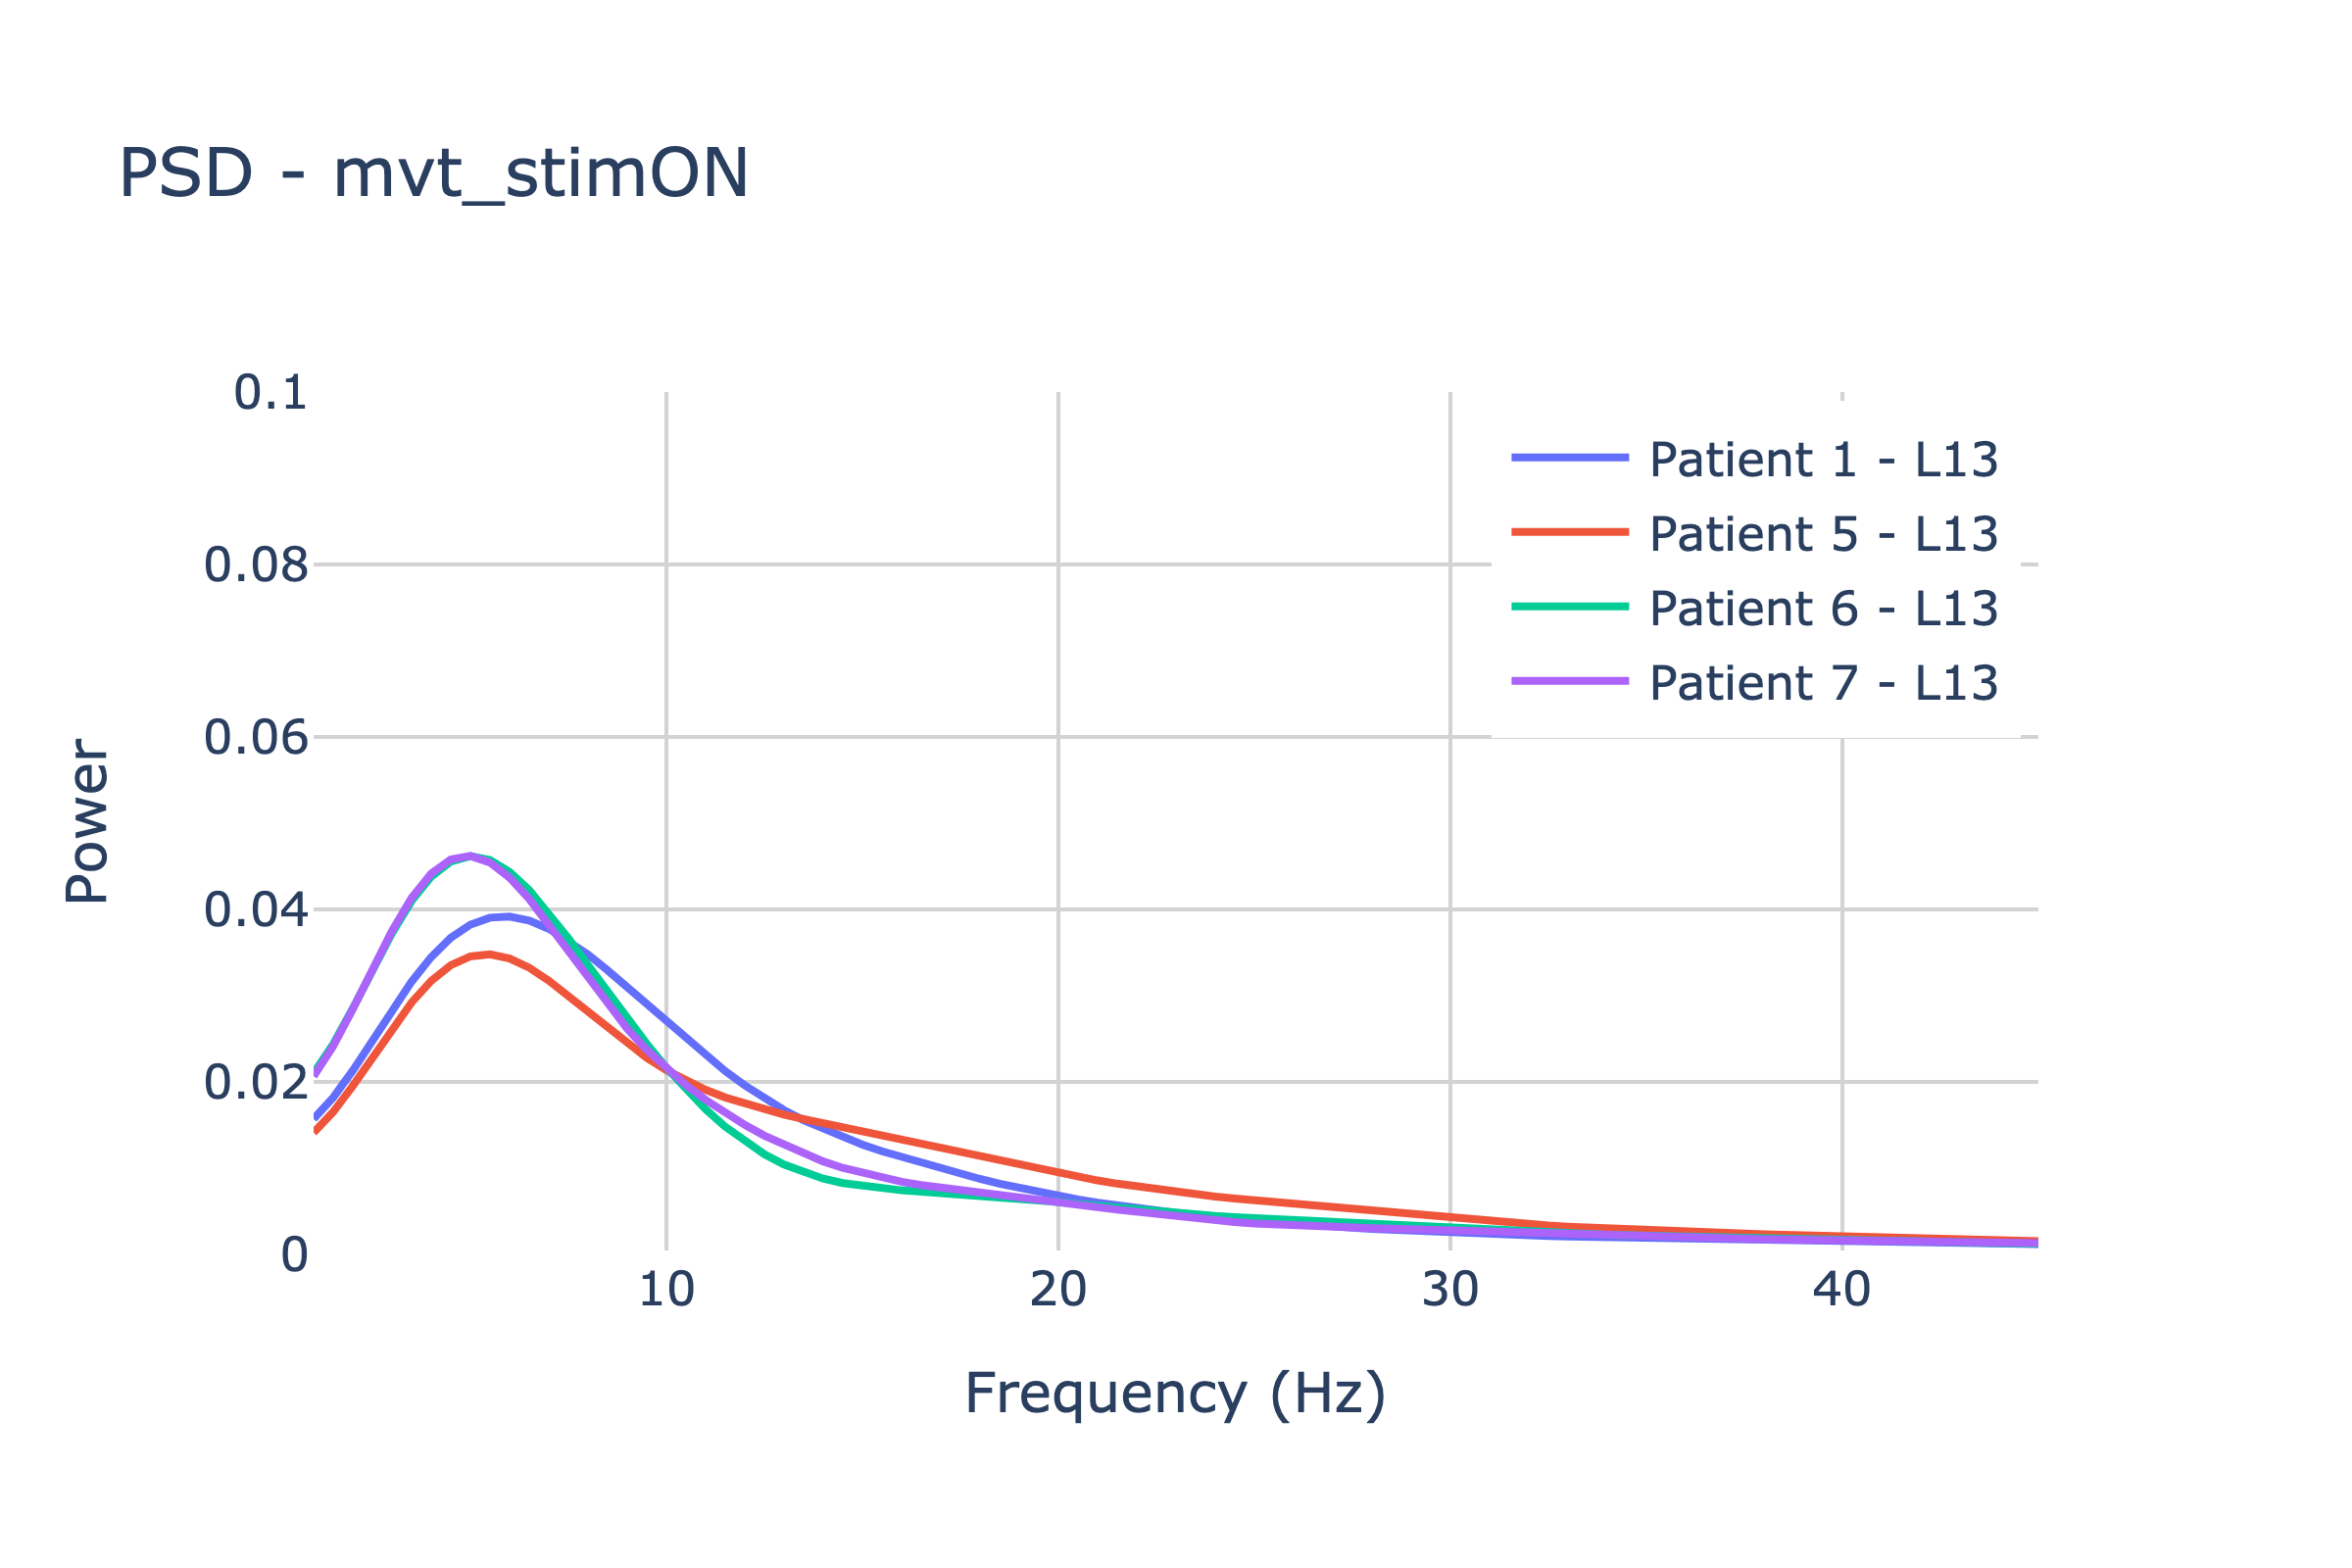 PSD - mvt_stimON
0.1
0.08
0.06
0.04
0.02
0
Power
10
20
30
40
Frequency (Hz)
Patient 1 - L13
Patient 5 - L13
Patient 6 - L13
Patient 7 - L13